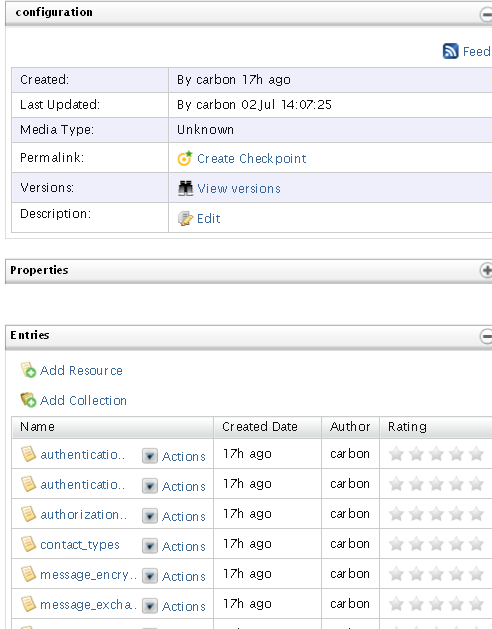 configuration
Feed
Created: By carbon 17h ago
Last Updated: By carbon 02 Jul 14:07:25
Media Type: Unknown
Permalink: Create Checkpoint
Versions: View versions
Description: Edit
Properties
Entries
Add Resource
Add Collection
Name Created Date Author Rating
authenticatio.. Actions 17h ago carbon
authenticatio.. Actions 17h ago carbon
authorization.. Actions 17h ago carbon
contact_types Actions 17h ago carbon
message_encry.. Actions 17h ago carbon
message_excha.. Actions 17h ago carbon